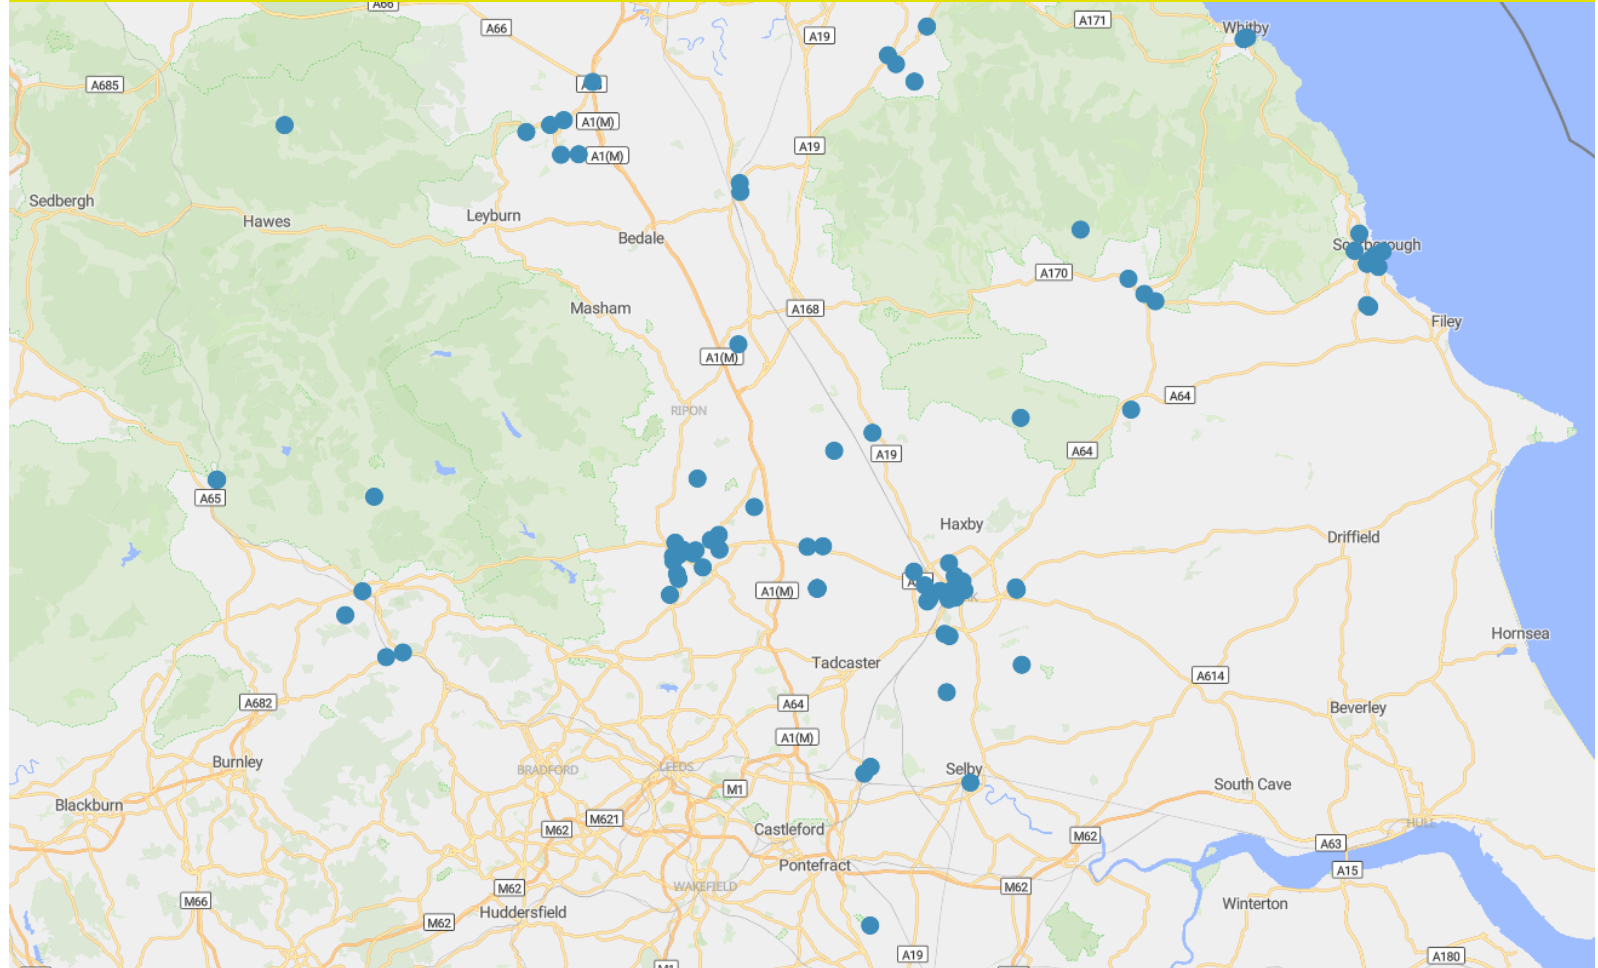 A66
A66
A19
A171
Whitby
A685
A1(M)
A19
A1(M)
Sedbergh
Hawes
Leyburn
Bedale
Scarborough
A170
Masham
A168
Filey
A1(M)
A64
RIPON
A64
A19
A65
Haxby
Driffield
A1(M)
Hornsea
Tadcaster
A614
A682
A64
Beverley
A1(M)
Burnley
BRADFORD
LEEDS
Selby
M1
South Cave
Blackburn
M621
M62
Castleford
M62
HULL
A63
Pontefract
A15
WAKEFIELD
M62
M62
M66
Winterton
Huddersfield
M62
A19
A180
M1